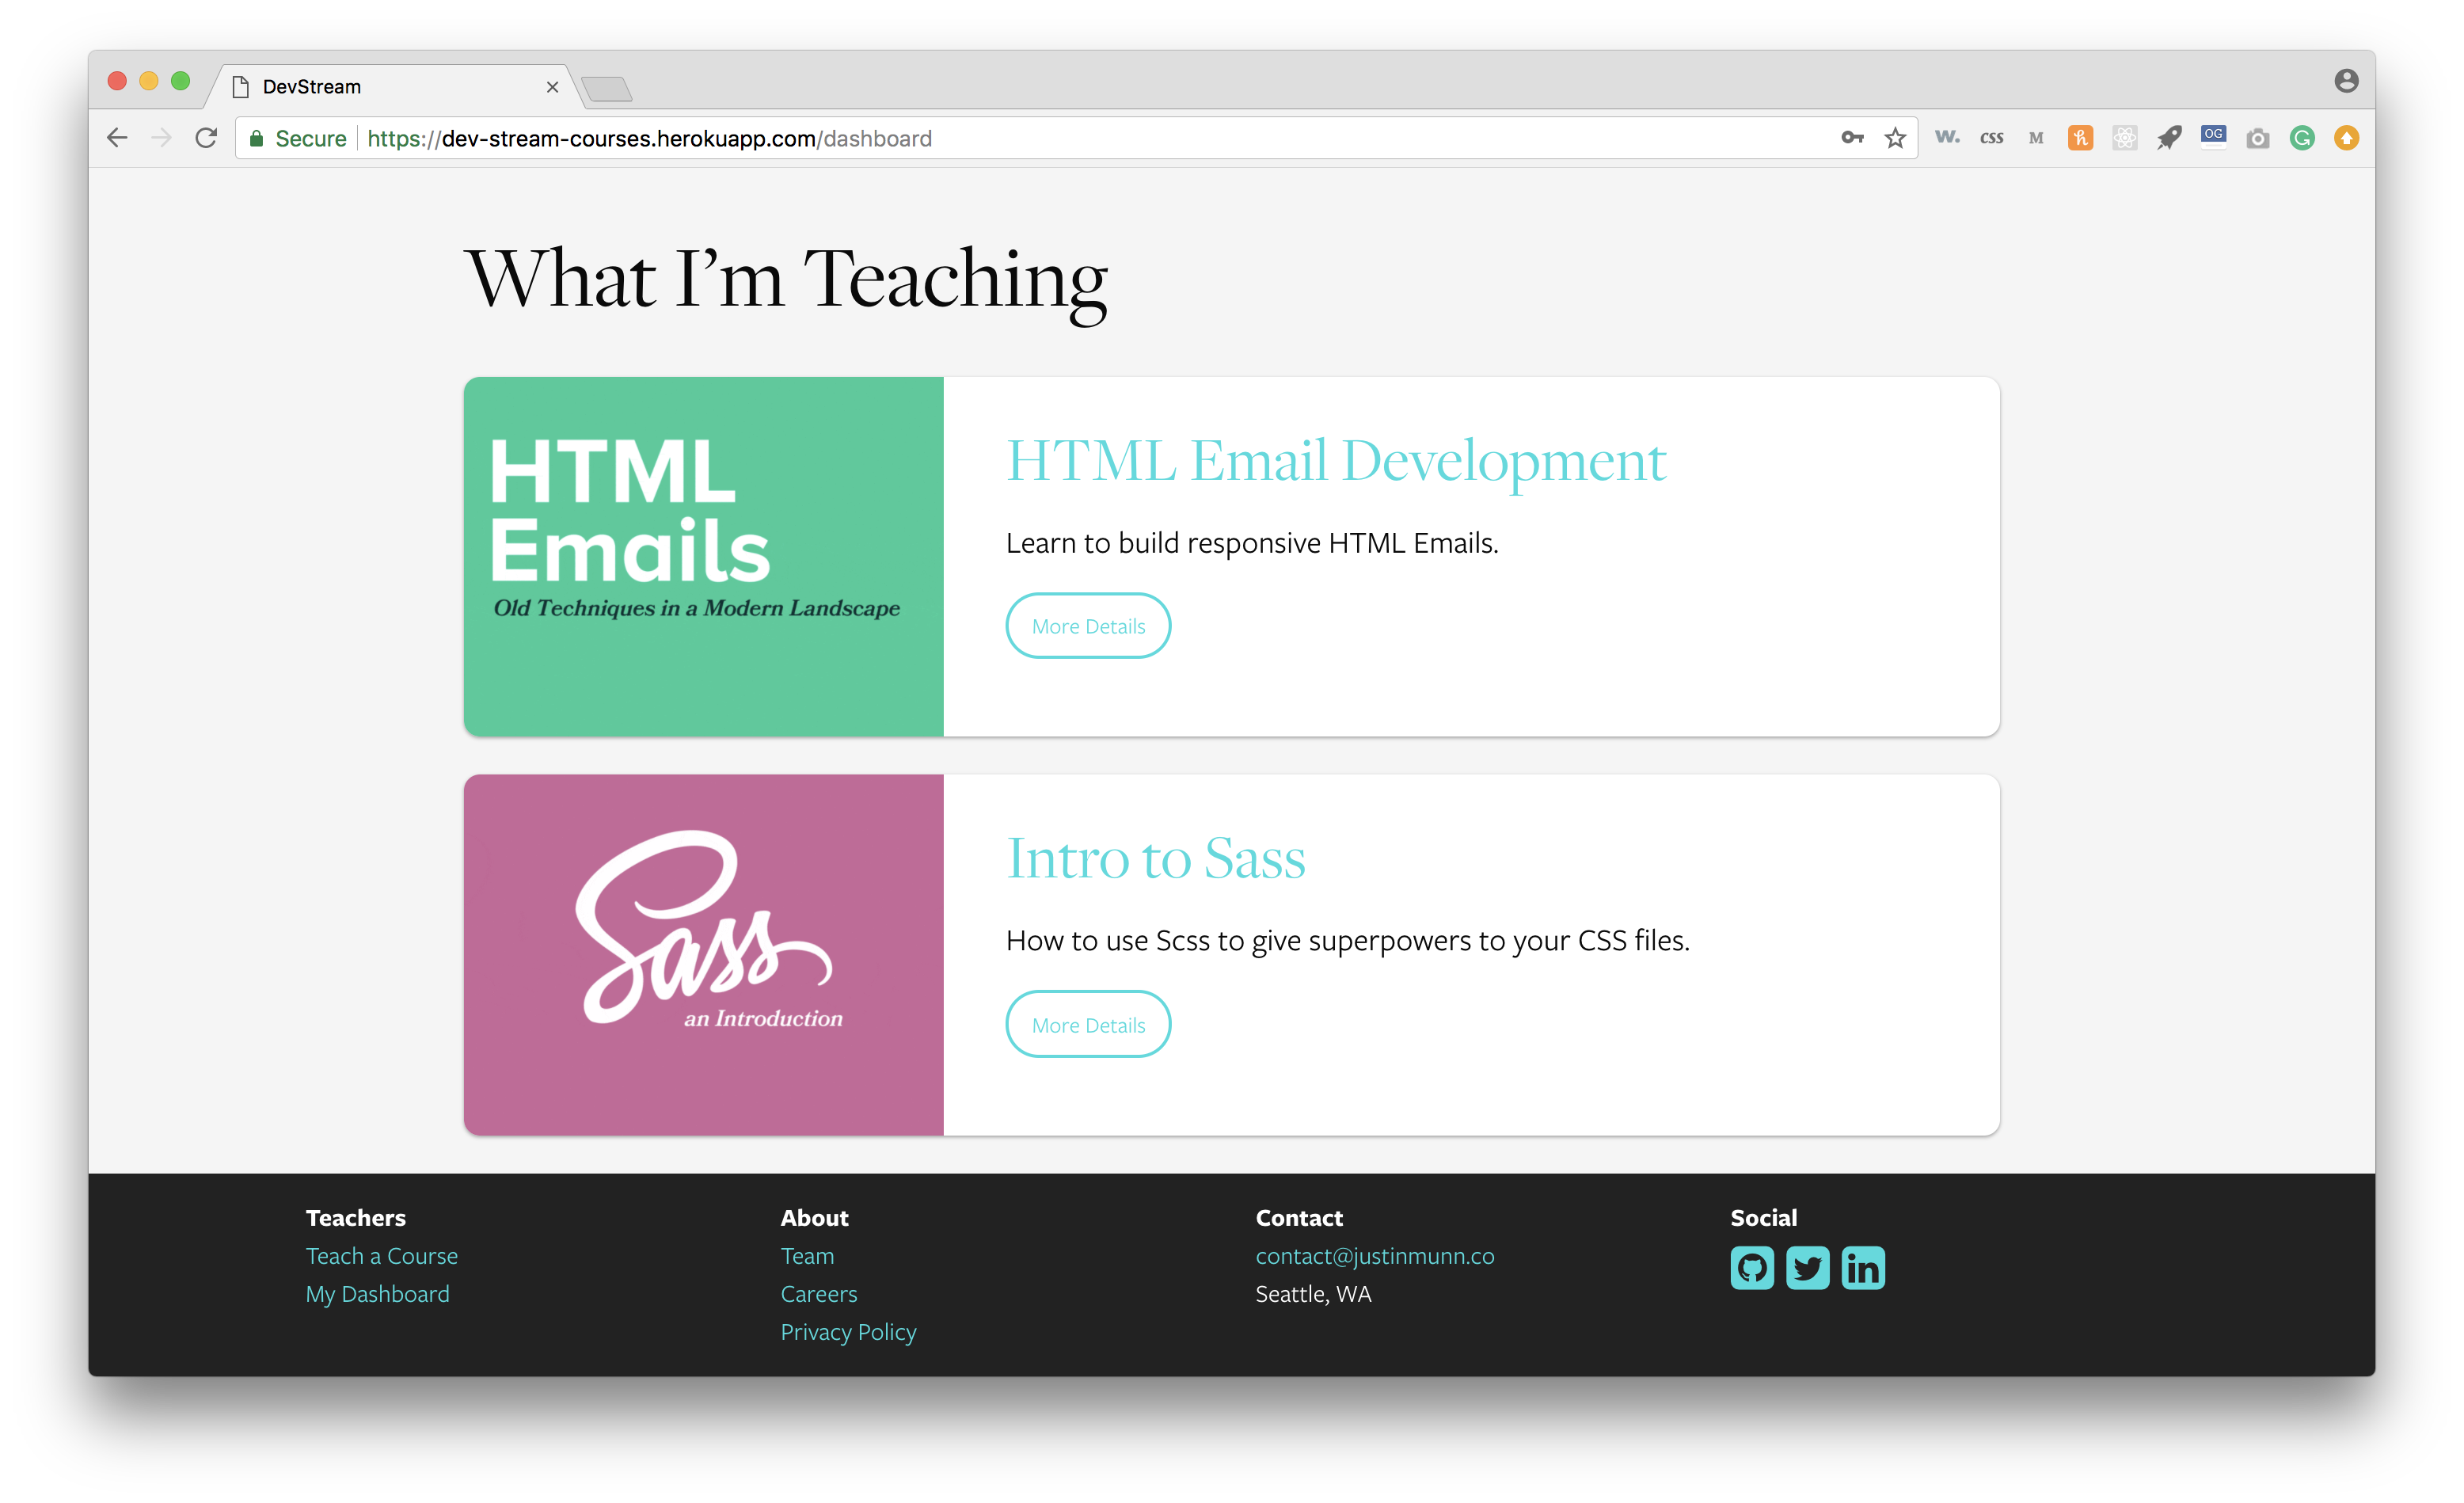 DevStream
Secure https://dev-stream-courses.herokuapp.com/dashboard
W. css M OG
What I’m Teaching
HTML
Emails
Old Techniques in a Modern Landscape
HTML Email Development
Learn to build responsive HTML Emails.
More Details
Sass
an Introduction
Intro to Sass
How to use Scss to give superpowers to your CSS files.
More Details
Teachers
Teach a Course
My Dashboard
About
Team
Careers
Privacy Policy
Contact
contact@justinmunn.co
Seattle, WA
Social
in